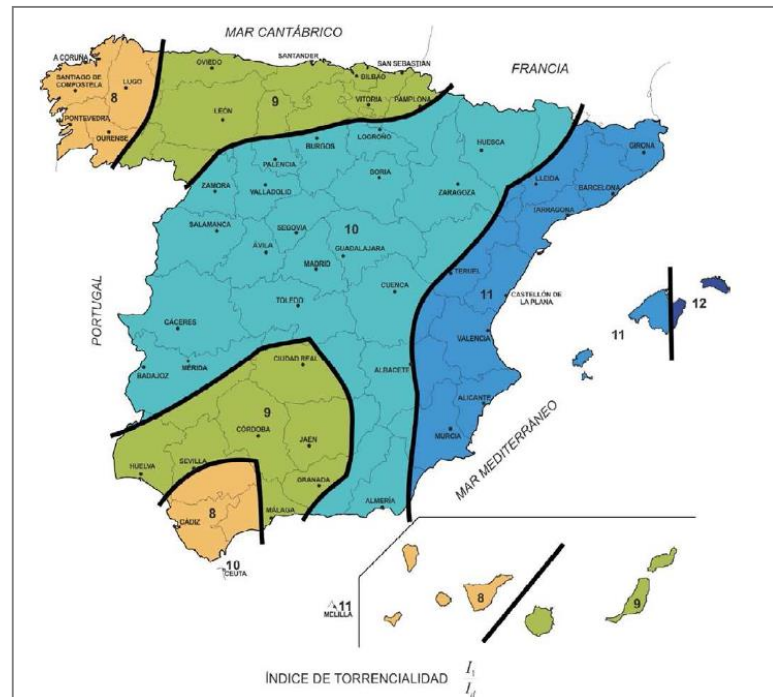 MAR CANTÁBRICO
A CORUÑA
SANTIAGO DE
COMPOSTELA
LUGO
8
PONTEVEDRA
OURENSE
OVIEDO
SANTANDER
SAN SEBASTIÁN
BILBAO
9
LEÓN
VITORIA
PAMPLONA
FRANCIA
LOGROÑO
BURGOS
PALENCIA
HUESCA
GIRONA
ZAMORA
VALLADOLID
SORIA
ZARAGOZA
LLEIDA
BARCELONA
TARRAGONA
SALAMANCA
SEGOVIA
10
ÁVILA
GUADALAJARA
MADRID
TERUEL
CUENCA
11
CASTELLÓN DE
LA PLANA
12
11
PORTUGAL
TOLEDO
CÁCERES
VALENCIA
BADAJOZ
MÉRIDA
CIUDAD REAL
ALBACETE
ALICANTE
MURCIA
MAR MEDITERRÁNEO
9
CÓRDOBA
JAÉN
HUELVA
SEVILLA
GRANADA
ALMERÍA
CÁDIZ
8
MÁLAGA
10
CEUTA
11
MELILLA
8
9
ÍNDICE DE TORRENCIALIDAD
I₁
I_d